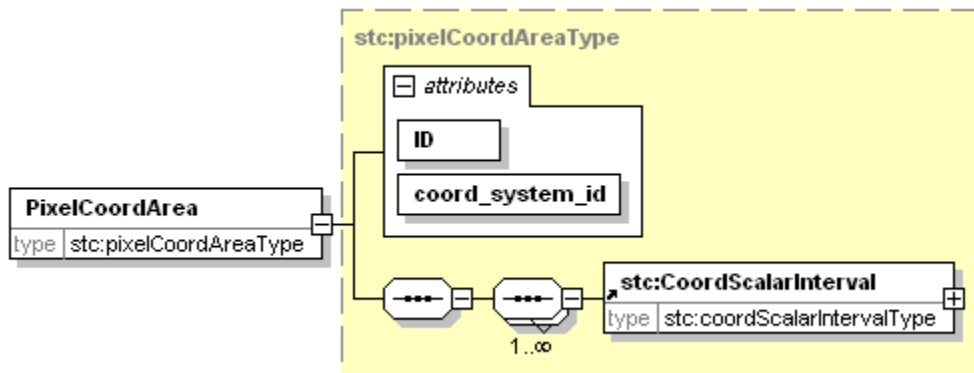 stc:pixelCoordAreaType
attributes
ID
coord_system_id
PixelCoordArea
type stc:pixelCoordAreaType
stc:CoordScalarInterval
type stc:coordScalarIntervalType
1..∞